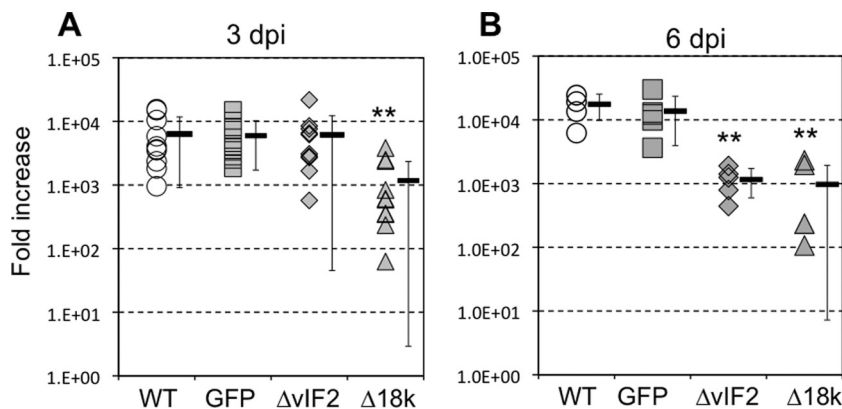 A
3 dpi
Fold increase
1.E+05
1.E+04
1.E+03
1.E+02
1.E+01
1.E+00
**
WT GFP ΔvIF2 Δ18k
B
6 dpi
1.0E+05
1.0E+04
1.0E+03
1.0E+02
1.0E+01
1.0E+00
** **
WT GFP ΔvIF2 Δ18k